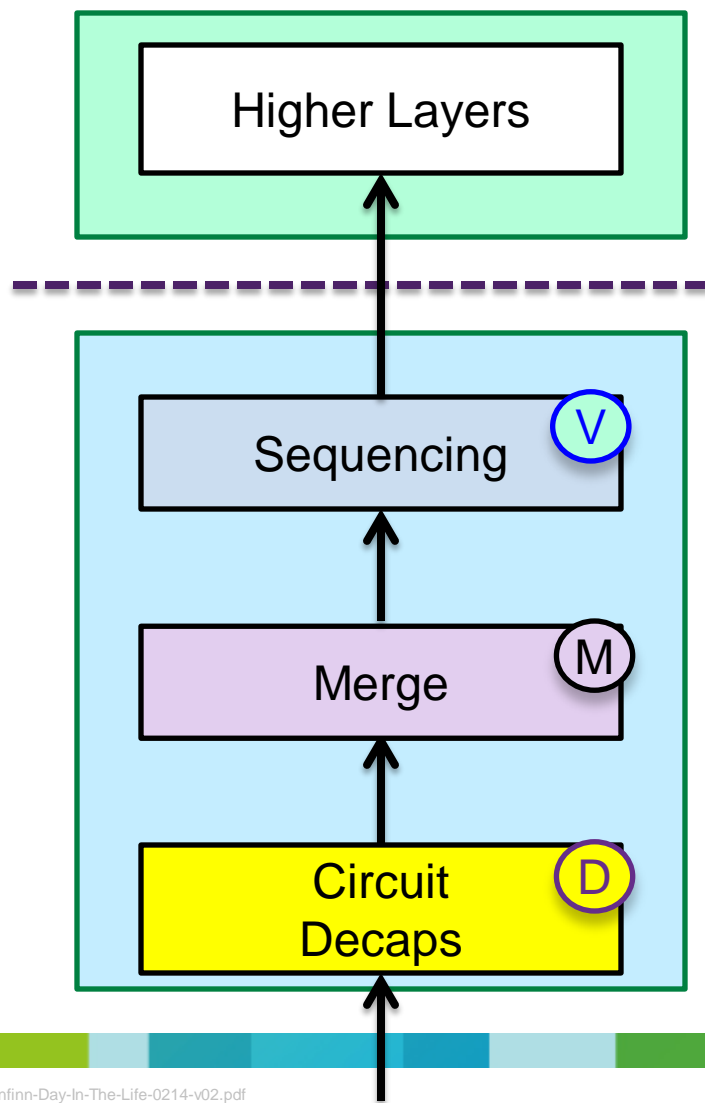 Higher Layers
Sequencing
V
Merge
M
Circuit
Decaps
D
nfinn-Day-In-The-Life-0214-v02.pdf